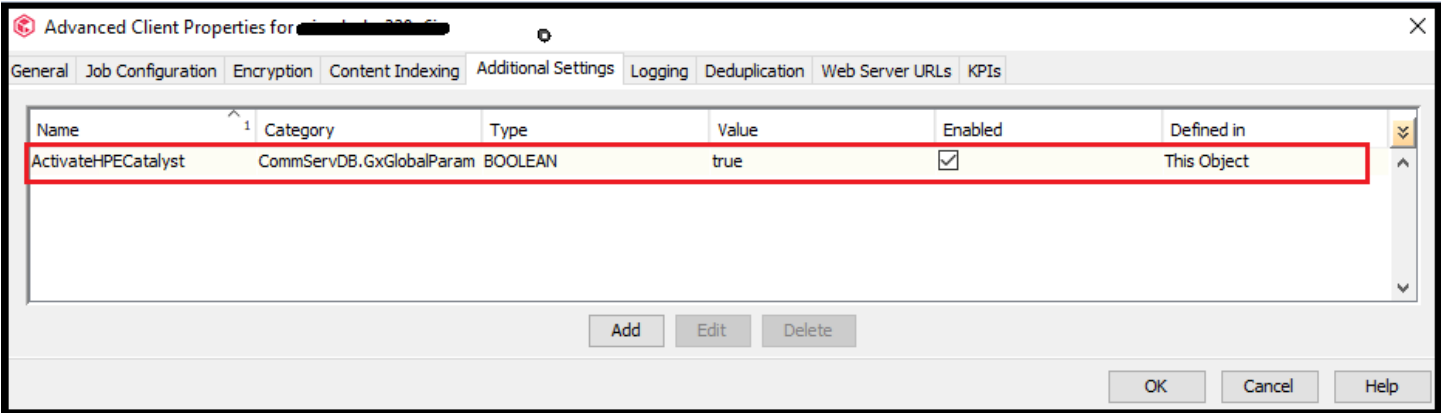 Advanced Client Properties for
General Job Configuration Encryption Content Indexing Additional Settings Logging Deduplication Web Server URLs KPIs
Name 1 Category Type Value Enabled Defined in
ActivateHPECatalyst CommServDB.GxGlobalParam BOOLEAN true This Object
Add Edit Delete
OK Cancel Help